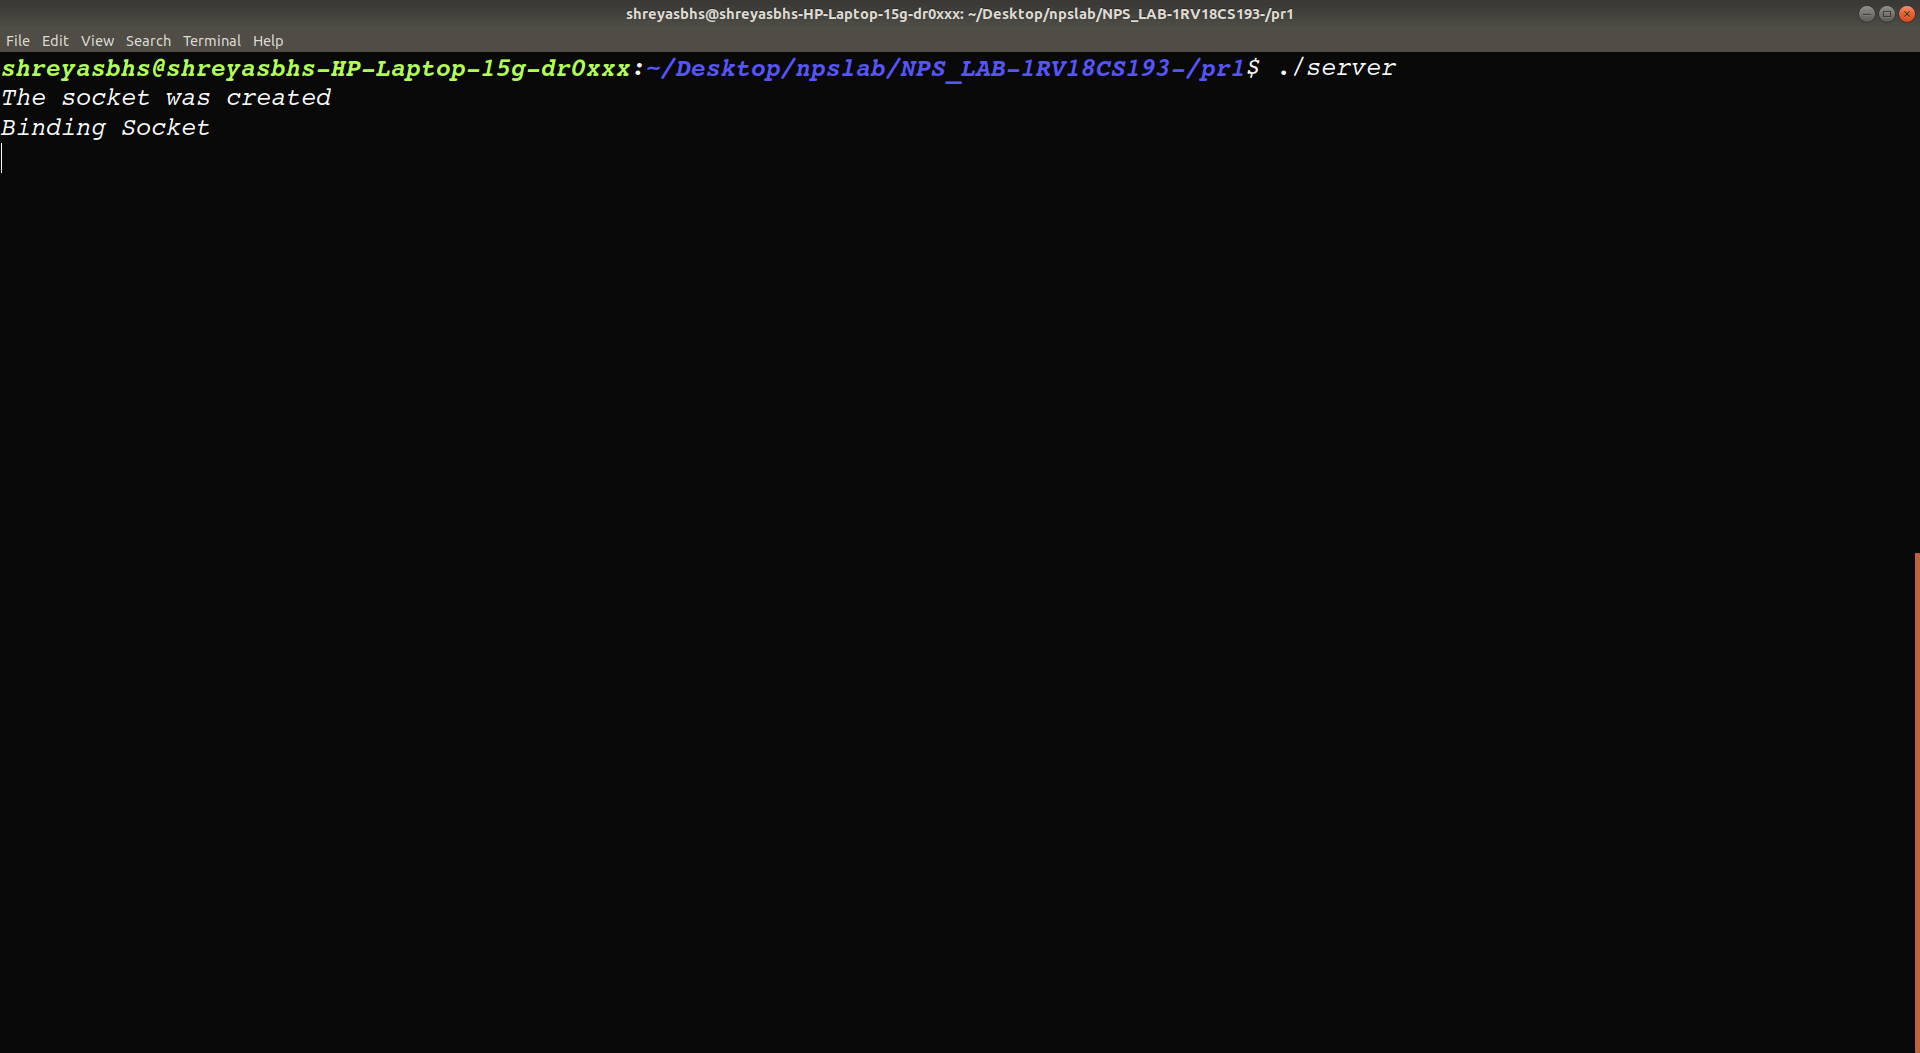 shreyasbhs@shreyasbhs-HP-Laptop-15g-dr0xxx: ~/Desktop/npslab/NPS_LAB-1RV18CS193-/pr1
File Edit View Search Terminal Help
shreyasbhs@shreyasbhs-HP-Laptop-15g-dr0xxx:~/Desktop/npslab/NPS_LAB-1RV18CS193-/pr1$ ./server
The socket was created
Binding Socket